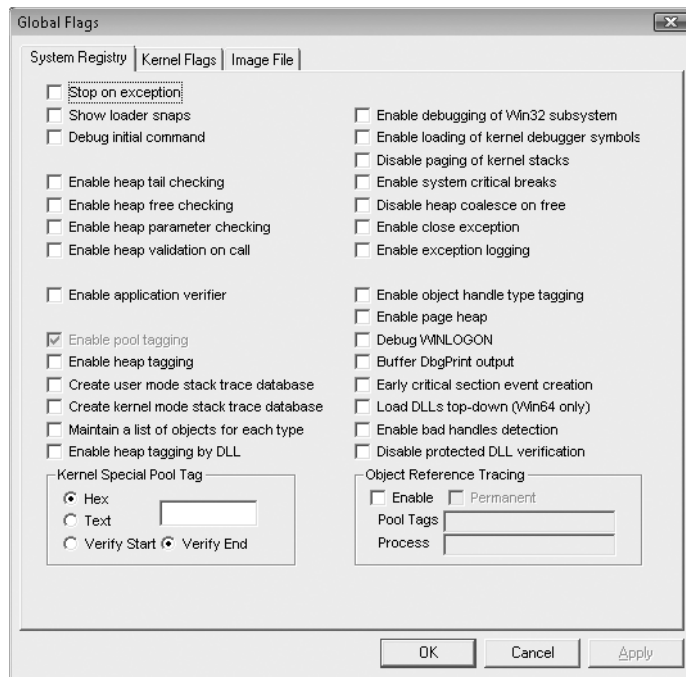 Global Flags
System Registry
Kernel Flags
Image File
Stop on exception
Show loader snaps
Debug initial command
Enable heap tail checking
Enable heap free checking
Enable heap parameter checking
Enable heap validation on call
Enable application verifier
Enable pool tagging
Enable heap tagging
Create user mode stack trace database
Create kernel mode stack trace database
Maintain a list of objects for each type
Enable heap tagging by DLL
Enable debugging of Win32 subsystem
Enable loading of kernel debugger symbols
Disable paging of kernel stacks
Enable system critical breaks
Disable heap coalesce on free
Enable close exception
Enable exception logging
Enable object handle type tagging
Enable page heap
Debug WINLOGON
Buffer DbgPrint output
Early critical section event creation
Load DLLs top-down (Win64 only)
Enable bad handles detection
Disable protected DLL verification
Kernel Special Pool Tag
Hex
Text
Verify Start
Verify End
Object Reference Tracing
Enable
Permanent
Pool Tags
Process
OK
Cancel
Apply